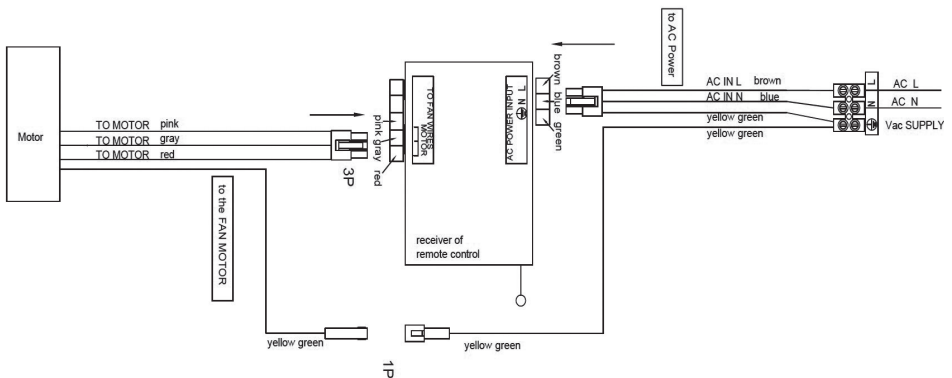 Motor
TO MOTOR pink
TO MOTOR gray
TO MOTOR red
to the FAN MOTOR
yellow green
3P
pink
gray
red
TO FAN WIRES
MOTOR
receiver of
remote control
AC POWER INPUT
L N
brown
blue
green
to AC Power
AC IN L brown
AC IN N blue
yellow green
yellow green
L
N
AC L
AC N
Vac SUPPLY
yellow green
1P